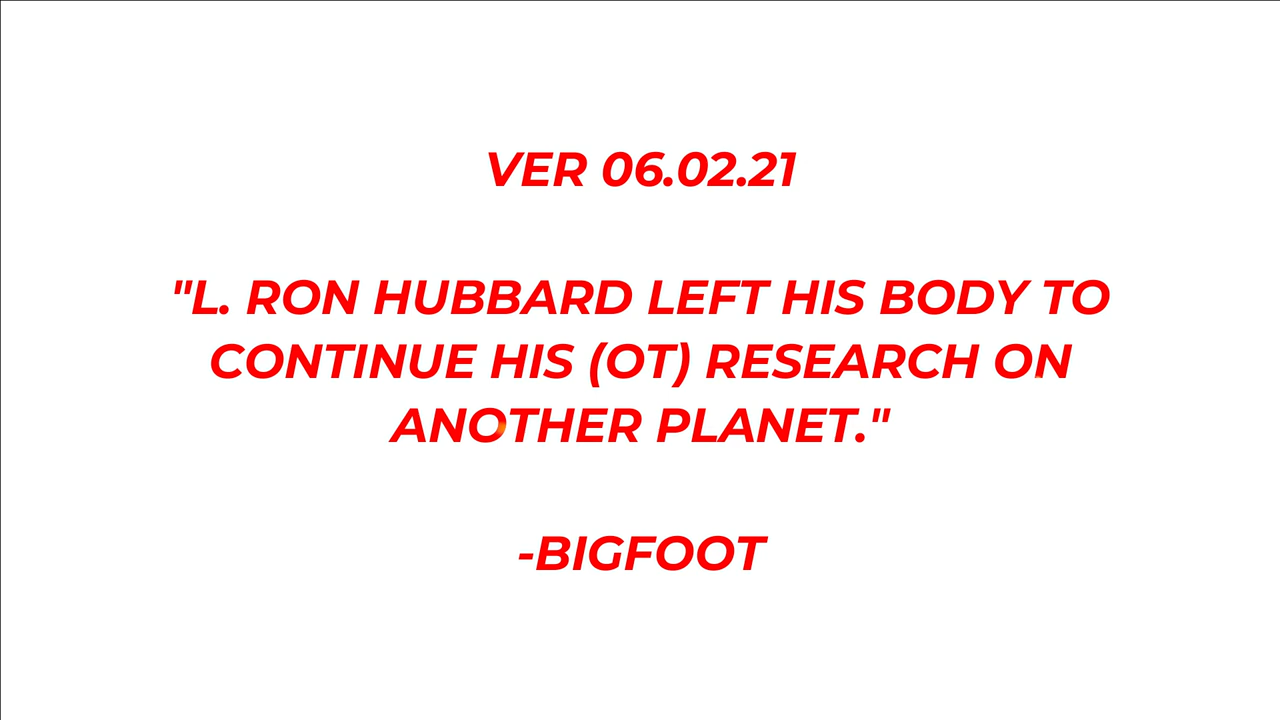 VER 06.02.21
"L. RON HUBBARD LEFT HIS BODY TO
CONTINUE HIS (OT) RESEARCH ON
ANOTHER PLANET."
-BIGFOOT